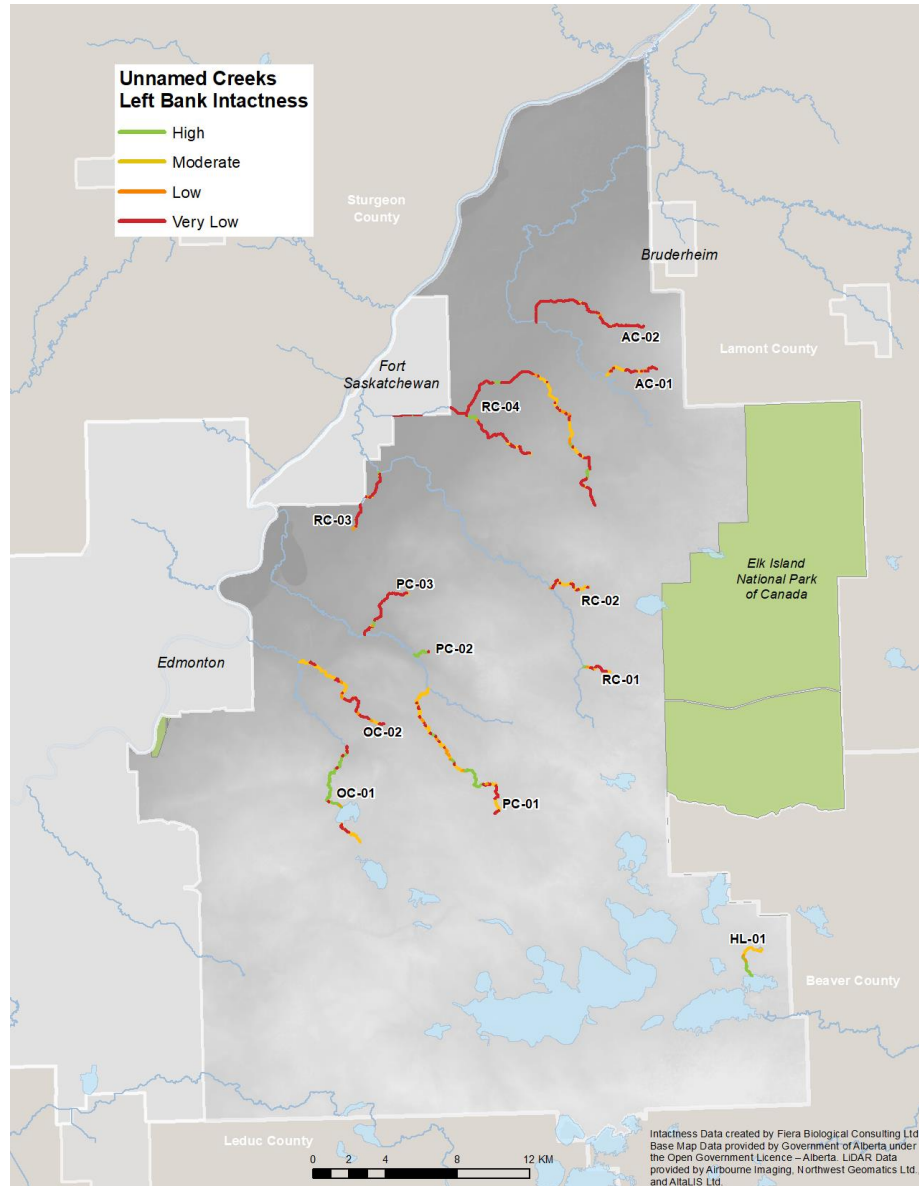 Unnamed Creeks
Left Bank Intactness
High
Moderate
Low
Very Low
Sturgeon
County
Bruderheim
AC-02
Lamont County
Fort
Saskatchewan
AC-01
RC-04
RC-03
Elk Island
National Park
of Canada
PC-03
RC-02
PC-02
Edmonton
RC-01
OC-02
OC-01
PC-01
HL-01
Beaver County
Leduc County
0 2 4 8 12 KM
Intactness Data created by Fiera Biological Consulting Ltd
Base Map Data provided by Government of Alberta under
the Open Government Licence – Alberta. LiDAR Data
provided by Airbourne Imaging, Northwest Geomatics Ltd.
and AltaLIS Ltd.